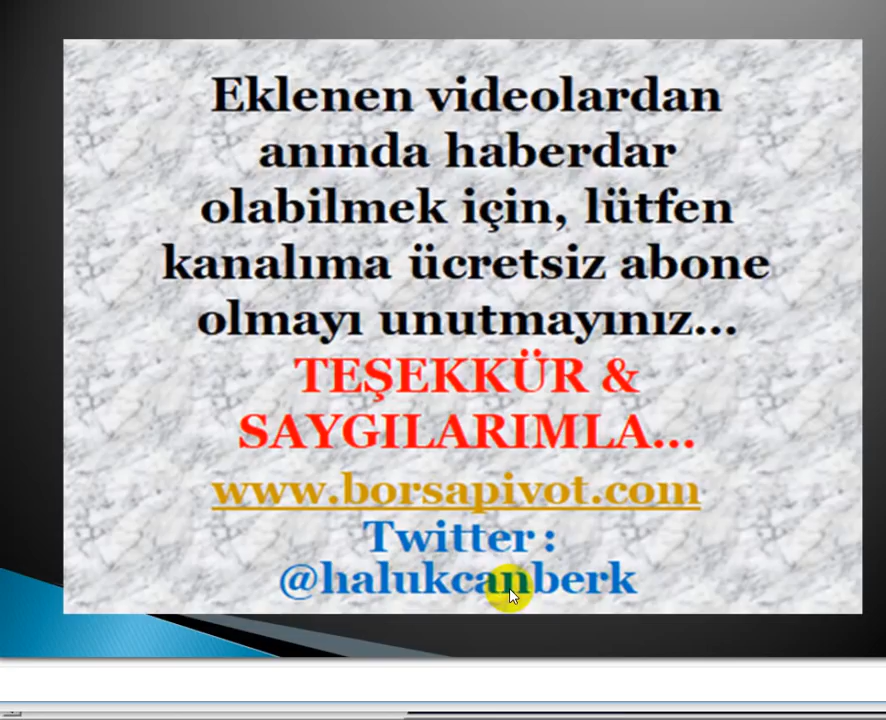 Eklenen videolardan
anında haberdar
olabilmek için, lütfen
kanalıma ücretsiz abone
olmayı unutmayınız...
TEŞEKKÜR &
SAYGILARIMLA...
www.borsapivot.com
Twitter :
@halukcanberk